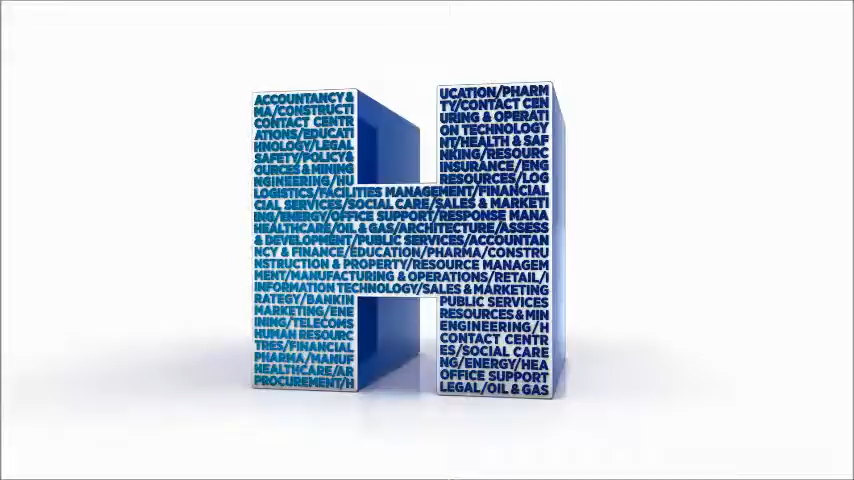 ACCOUNTANCY &
MA/CONSTRUCTI
CONTACT CENTR
ATIONS/EDUCATI
HNOLOGY/LEGAL
SAFETY/POLICY&
OURCES & MINING
NGINEERING/HU
UCATION/PHARM
TY/CONTACT CEN
URING & OPERATI
ON TECHNOLOGY
NT/HEALTH & SAF
NKING/RESOURC
INSURANCE/ENG
RESOURCES/LOG
LOGISTICS/FACILITIES MANAGEMENT/FINANCIAL
CIAL SERVICES/SOCIAL CARE/SALES & MARKETI
ING/ENERGY/OFFICE SUPPORT/RESPONSE MANA
HEALTHCARE/OIL & GAS/ARCHITECTURE/ASSESS
& DEVELOPMENT/PUBLIC SERVICES/ACCOUNTAN
NCY & FINANCE/EDUCATION/PHARMA/CONSTRU
NSTRUCTION & PROPERTY/RESOURCE MANAGEM
MENT/MANUFACTURING & OPERATIONS/RETAIL/I
INFORMATION TECHNOLOGY/SALES & MARKETING
RATEGY/BANKIN
MARKETING/ENE
INING/TELECOMS
HUMAN RESOURC
TRES/FINANCIAL
PHARMA/MANUF
HEALTHCARE/AR
PROCUREMENT/H
PUBLIC SERVICES
RESOURCES & MIN
ENGINEERING/H
CONTACT CENTR
ES/SOCIAL CARE
NG/ENERGY/HEA
OFFICE SUPPORT
LEGAL/OIL & GAS